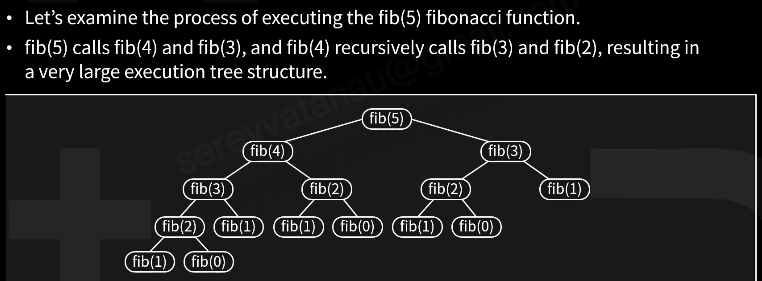 • Let's examine the process of executing the fib(5) fibonacci function.
• fib(5) calls fib(4) and fib(3), and fib(4) recursively calls fib(3) and fib(2), resulting in
a very large execution tree structure.
fib(5)
fib(4) fib(3)
fib(3) fib(2) fib(2) fib(1)
fib(2) fib(1) fib(1) fib(0) fib(1) fib(0)
fib(1) fib(0)